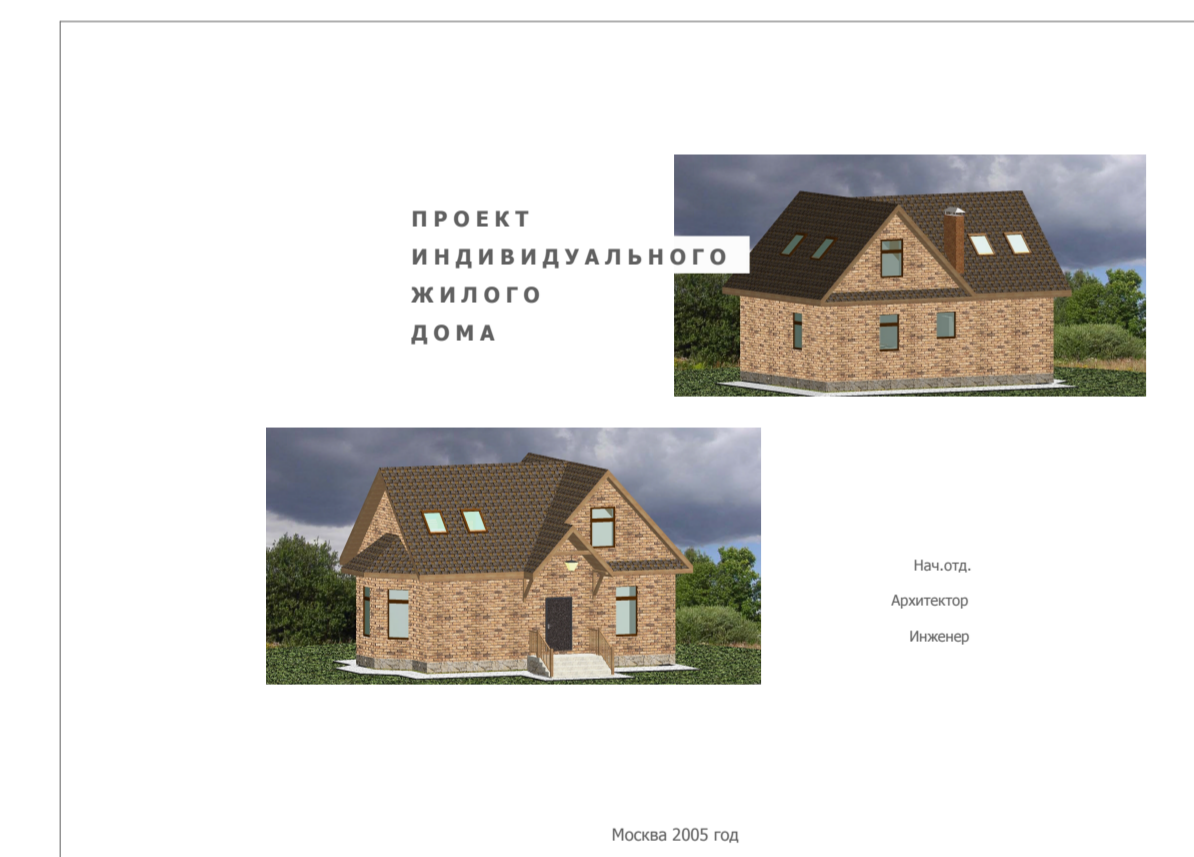 ПРОЕКТ
ИНДИВИДУАЛЬНОГО
ЖИЛОГО
ДОМА
Нач.отд.
Архитектор
Инженер
Москва 2005 год